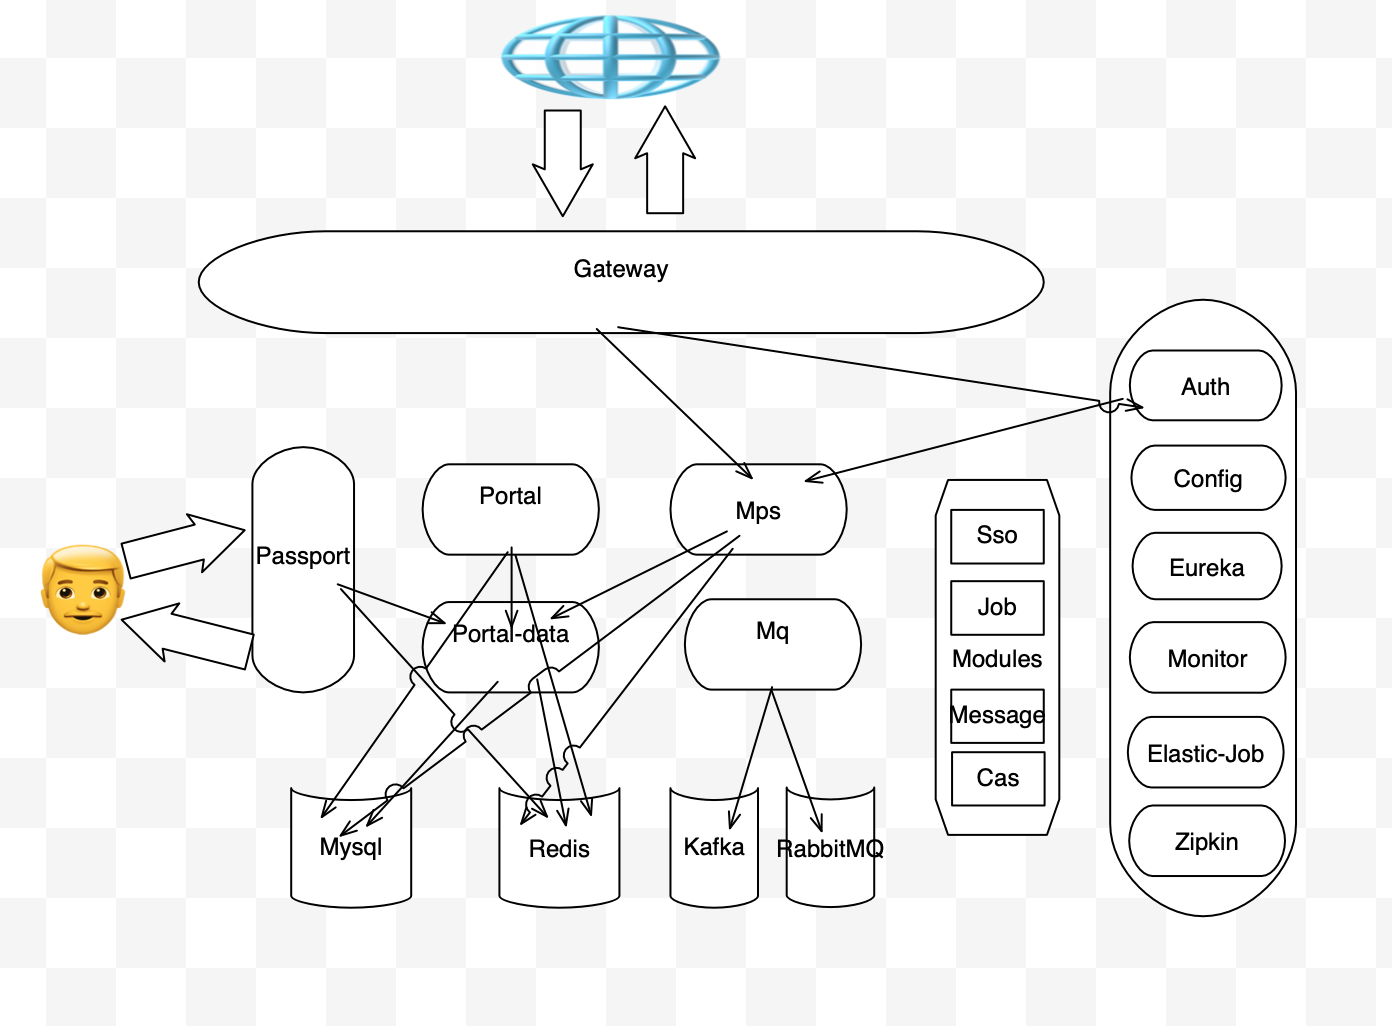 Gateway
Auth
Config
Eureka
Monitor
Elastic-Job
Zipkin
Passport
Portal
Mps
Portal-data
Mq
Sso
Job
Modules
Message
Cas
Mysql
Redis
Kafka
RabbitMQ